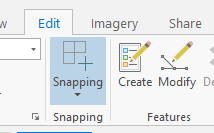 Edit Imagery Share
Snapping Create Modify
Snapping Features